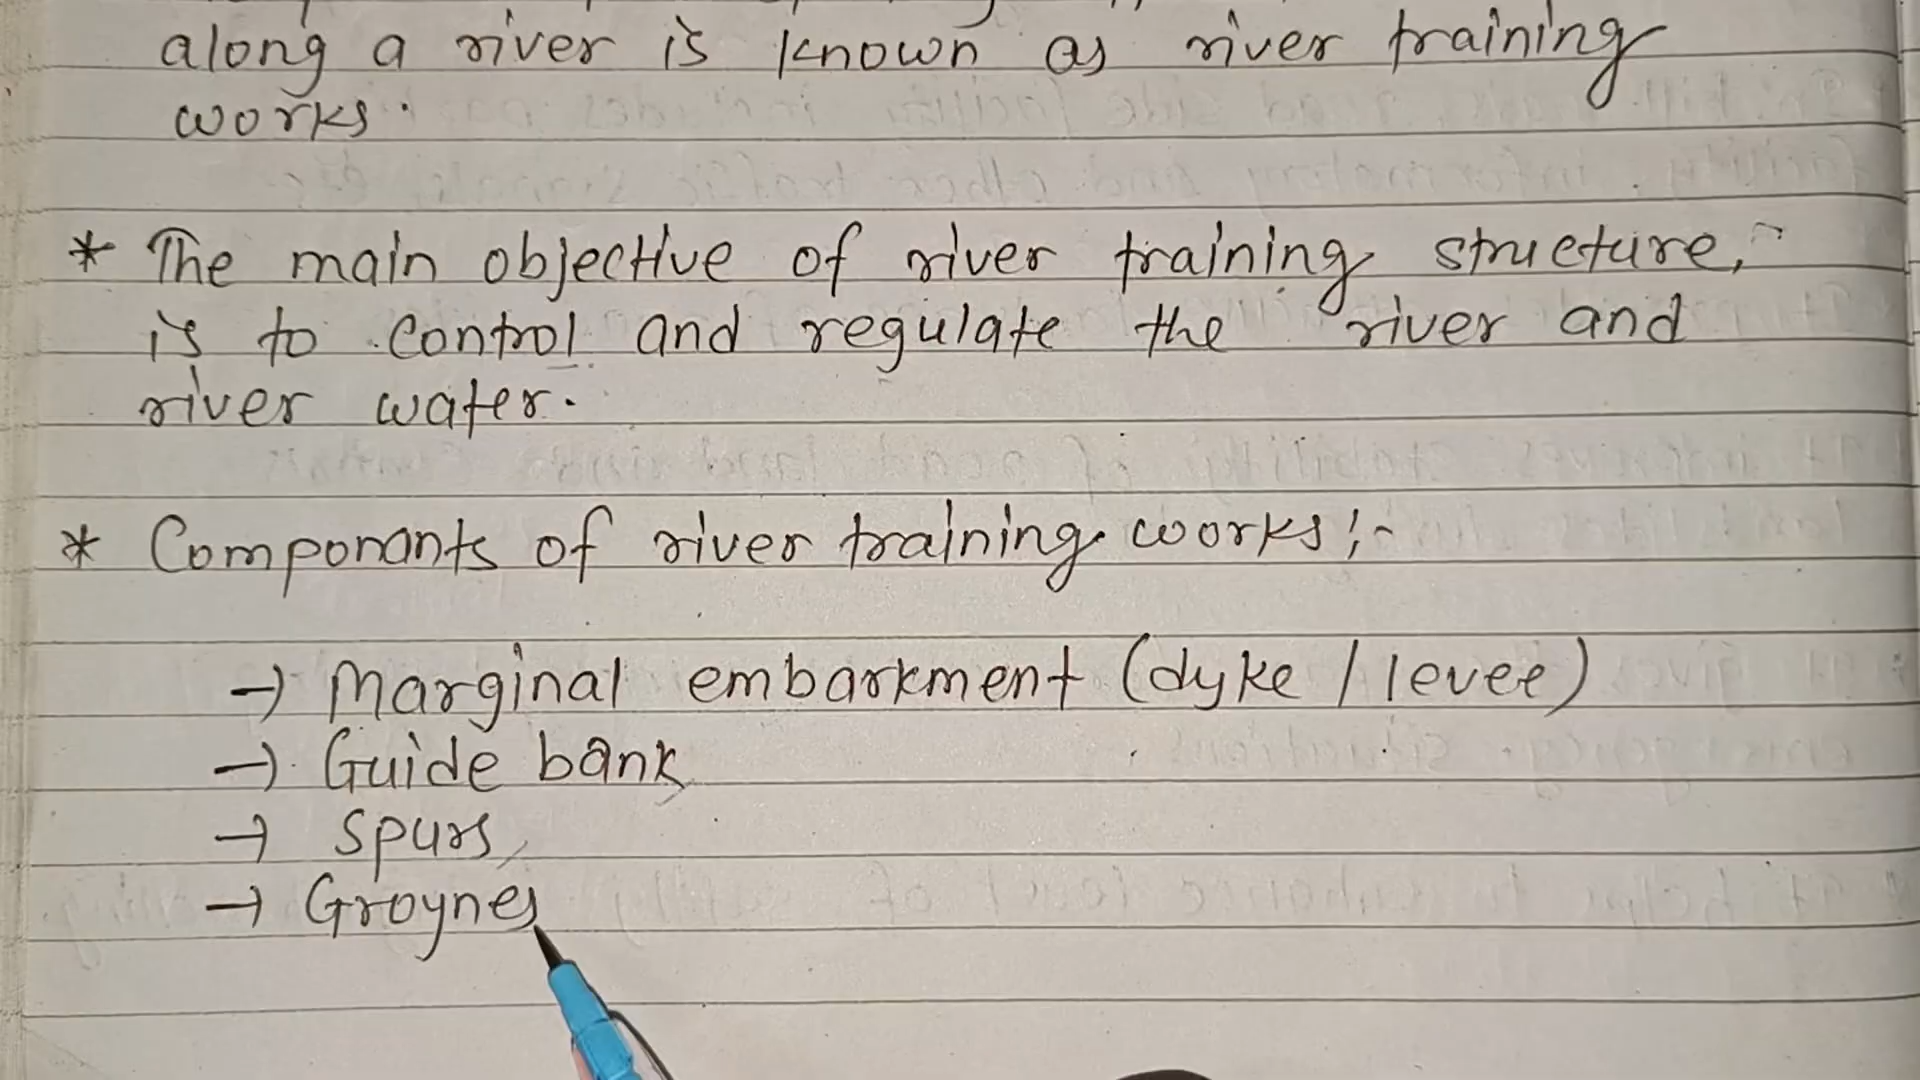 along a river is known as river training
works.
* The main objective of river training structure,
is to control and regulate the river and
river water.
* Componants of river training works :-
→ Marginal embarkment (dyke / levee)
→ Guide bank
→ Spurs
→ Groynes